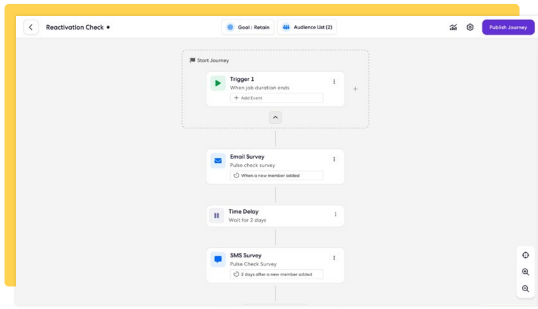 Reactivation Check
Goal : Retain
Audience List (2)
Publish Journey
Start Journey
Trigger 1
When job duration ends
+ Add Event
+
Email Survey
Pulse check survey
When a new member added
Time Delay
Wait for 2 days
SMS Survey
Pulse Check Survey
2 days after a new member added